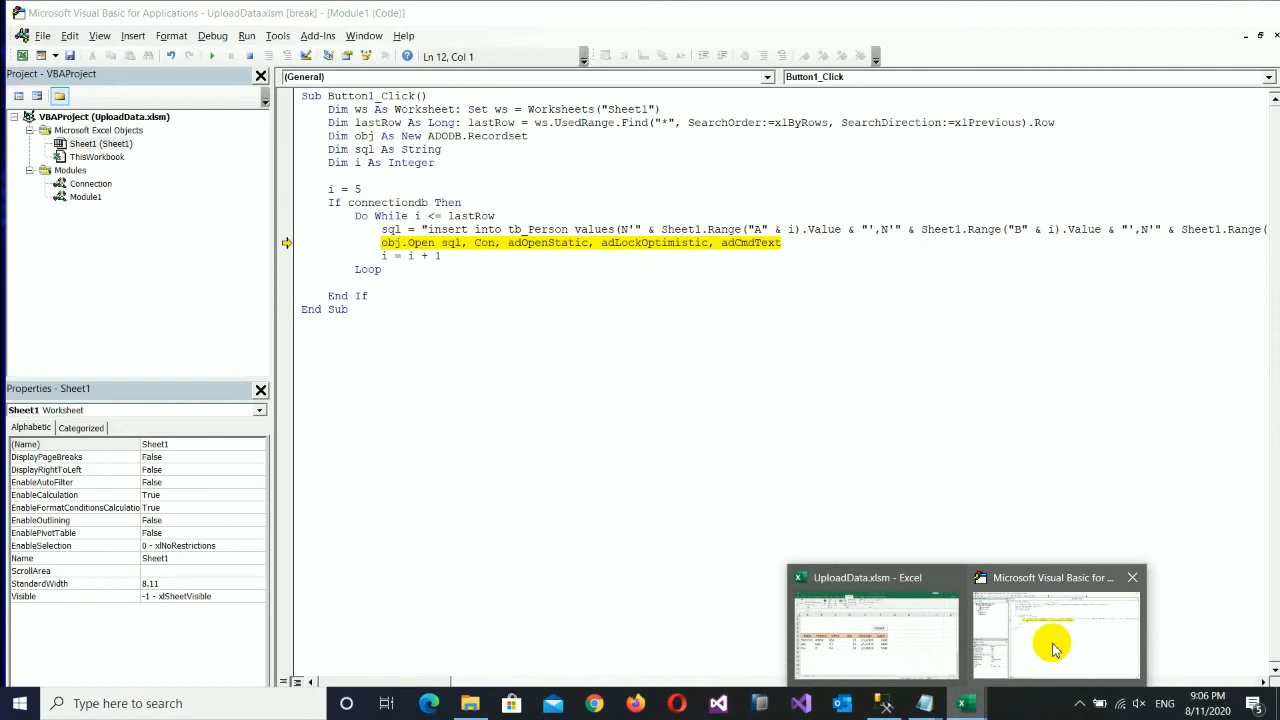 Microsoft Visual Basic for Applications - UploadData.xlsm [break] - [Module1 (Code)]
File Edit View Insert Format Debug Run Tools Add-Ins Window Help
Ln 12, Col 1
Project - VBAProject
(General)
Button1_Click
VBAProject (UploadData.xlsm)
Microsoft Excel Objects
Sheet1 (Sheet1)
ThisWorkbook
Modules
Connection
Module1
Sub Button1_Click()
Dim ws As Worksheet: Set ws = Worksheets("Sheet1")
Dim lastRow As Long: lastRow = ws.UsedRange.Find("*", SearchOrder:=xlByRows, SearchDirection:=xlPrevious).Row
Dim obj As New ADODB.Recordset
Dim sql As String
Dim i As Integer
i = 5
If connectiondb Then
Do While i <= lastRow
sql = "insert into tb_Person values(N'" & Sheet1.Range("A" & i).Value & "',N'" & Sheet1.Range("B" & i).Value & "',N'" & Sheet1.Range(
obj.Open sql, Con, adOpenStatic, adLockOptimistic, adCmdText
i = i + 1
Loop
End If
End Sub
Properties - Sheet1
Sheet1 Worksheet
Alphabetic Categorized
(Name) Sheet1
DisplayPageBreaks False
DisplayRightToLeft False
EnableAutoFilter False
EnableCalculation True
EnableFormatConditionsCalculatio True
EnableOutlining False
EnablePivotTable False
EnableSelection 0 - xlNoRestrictions
Name Sheet1
ScrollArea
StandardWidth 8.11
Visible -1 - xlSheetVisible
UploadData.xlsm - Excel
Microsoft Visual Basic for ...
Type here to search
ENG
9:06 PM
8/11/2020
5